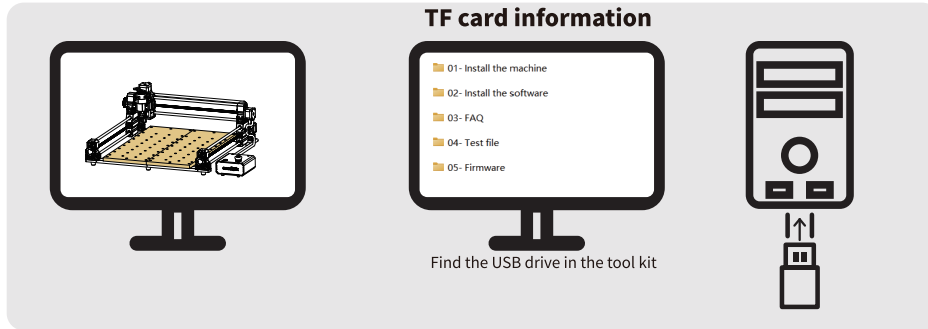 TF card information
01- Install the machine
02- Install the software
03- FAQ
04- Test file
05- Firmware
Find the USB drive in the tool kit